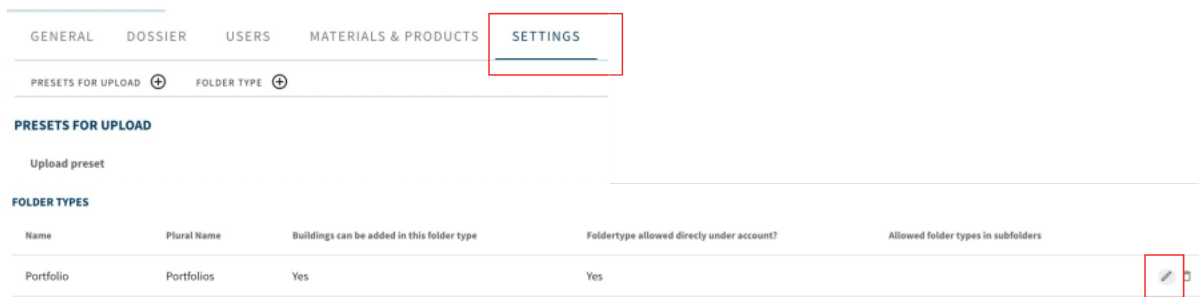 GENERAL DOSSIER USERS MATERIALS & PRODUCTS SETTINGS
PRESETS FOR UPLOAD FOLDER TYPE
PRESETS FOR UPLOAD
Upload preset
FOLDER TYPES
Name Plural Name Buildings can be added in this folder type Foldertype allowed direcly under account? Allowed folder types in subfolders
Portfolio Portfolios Yes Yes